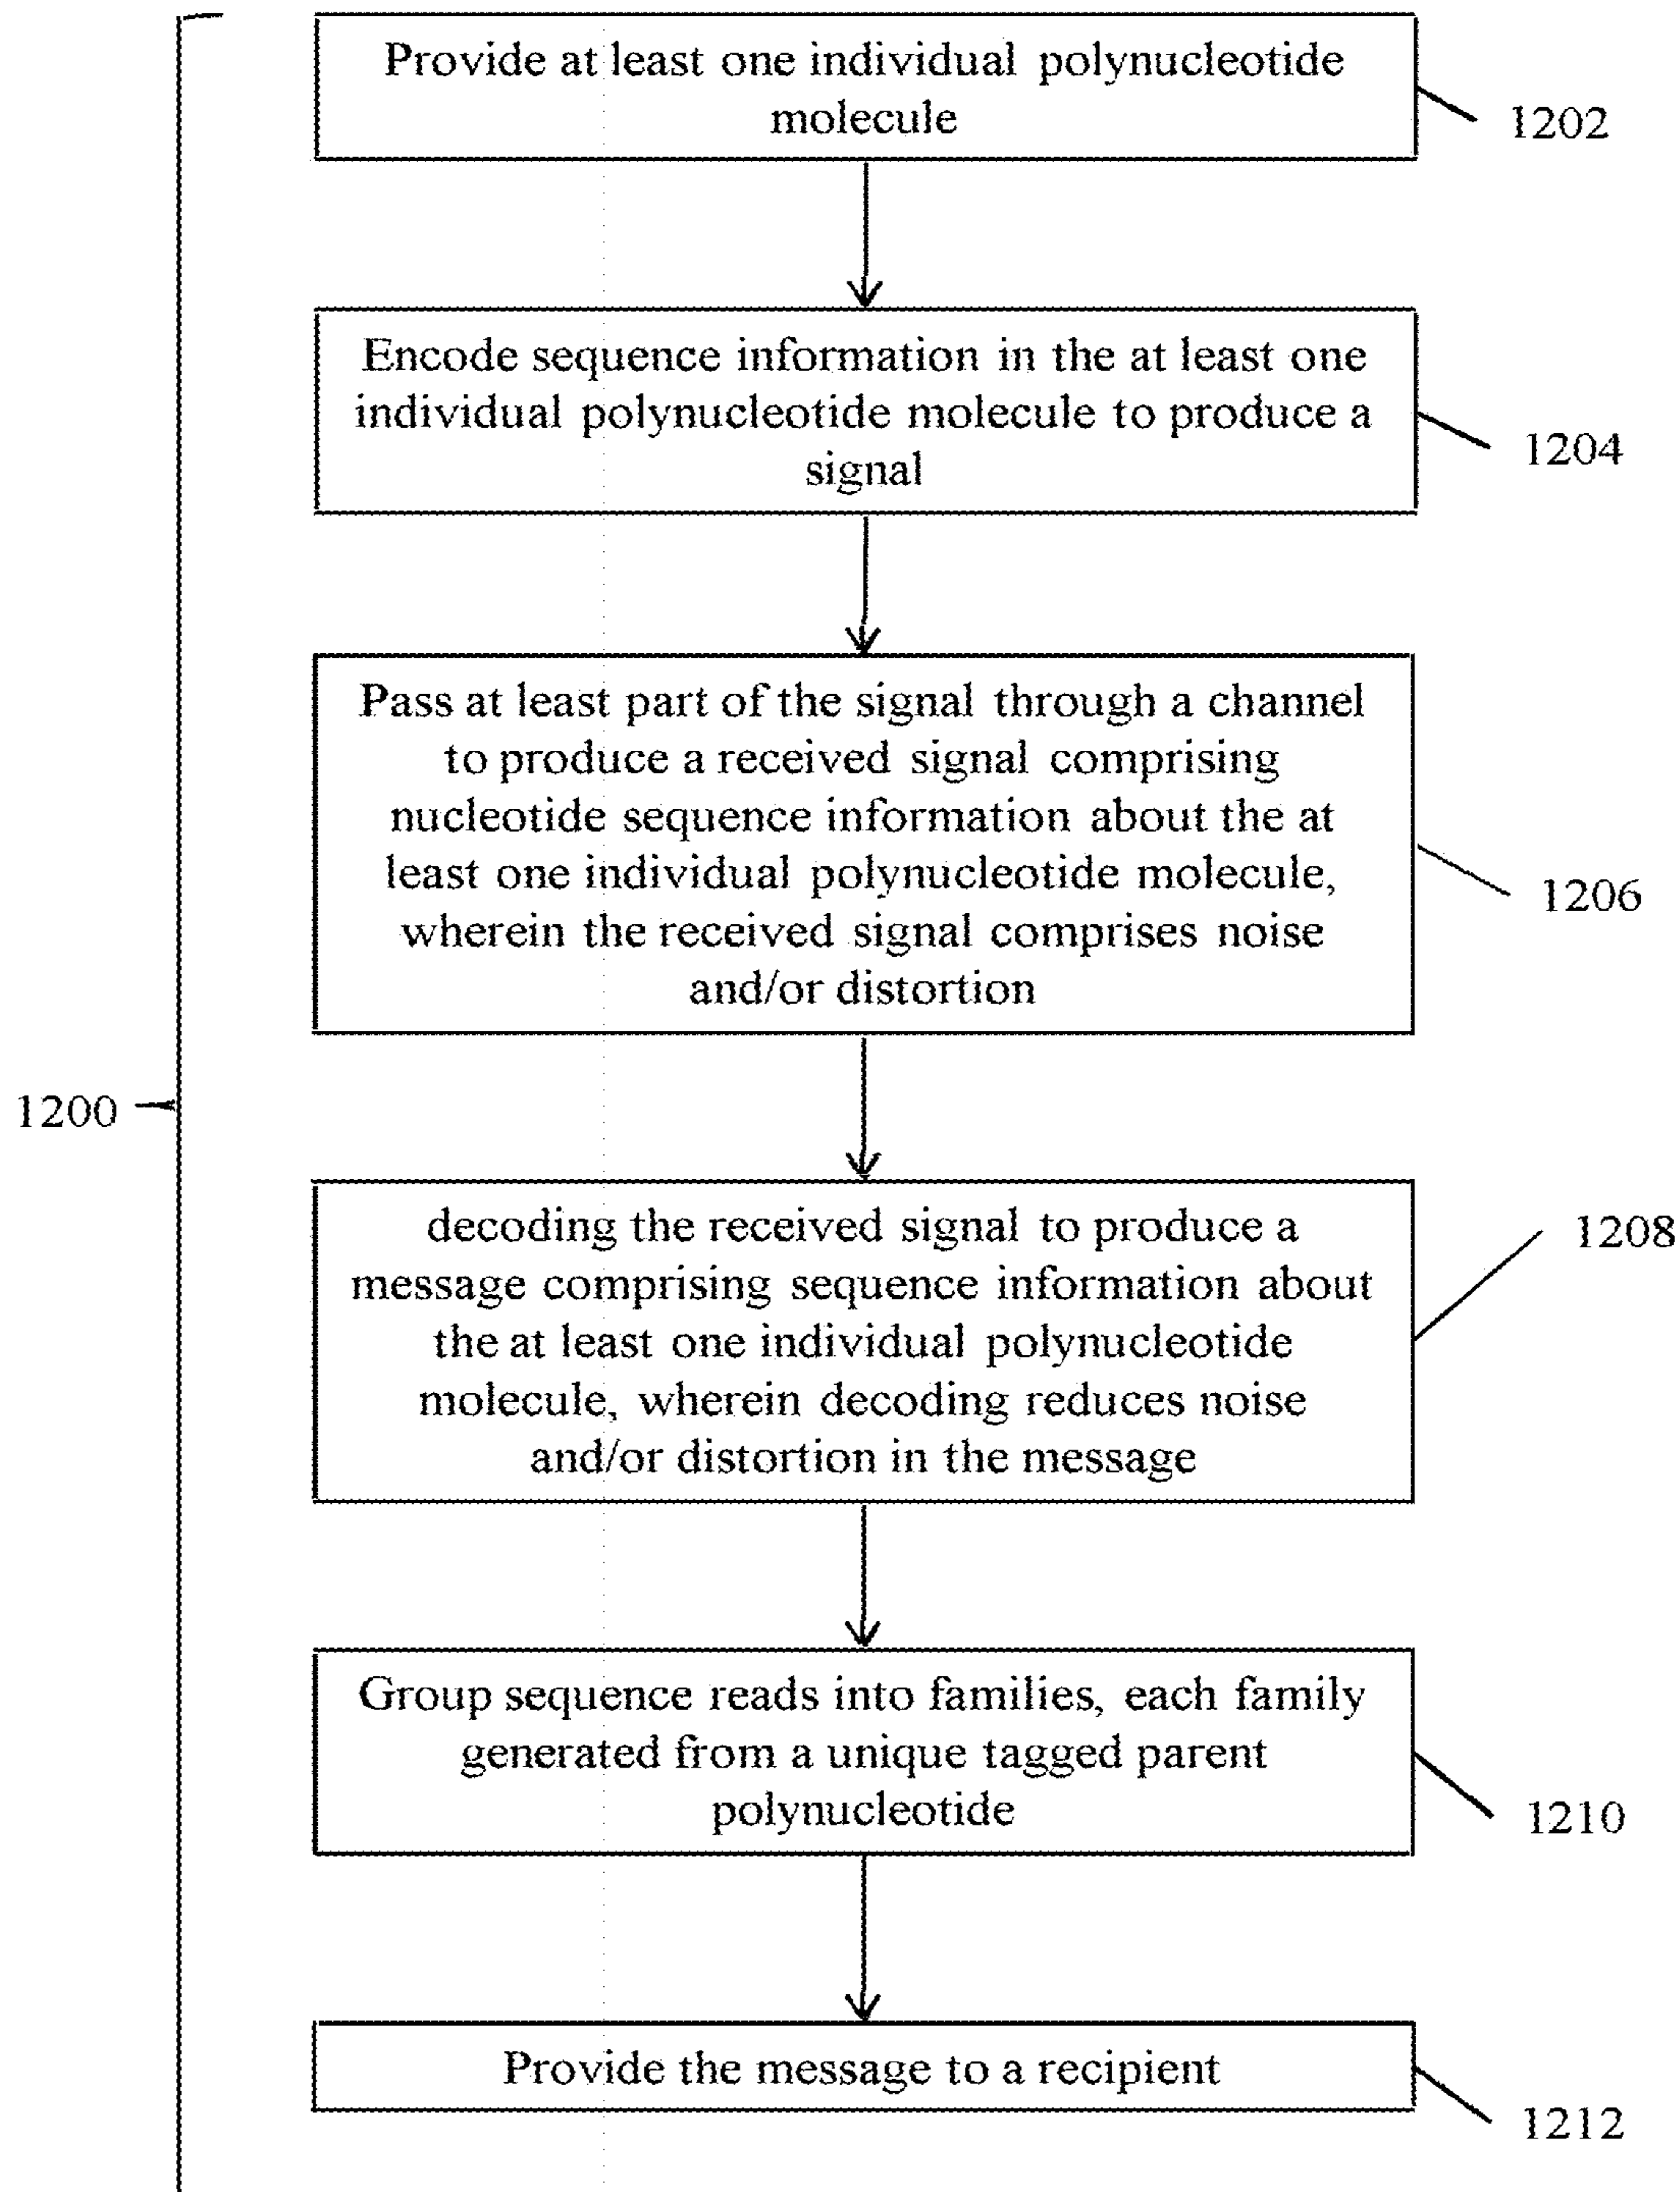 Provide at least one individual polynucleotide
molecule
1202
Encode sequence information in the at least one
individual polynucleotide molecule to produce a
signal
1204
Pass at least part of the signal through a channel
to produce a received signal comprising
nucleotide sequence information about the at
least one individual polynucleotide molecule,
wherein the received signal comprises noise
and/or distortion
1206
1200
decoding the received signal to produce a
message comprising sequence information about
the at least one individual polynucleotide
molecule, wherein decoding reduces noise
and/or distortion in the message
1208
Group sequence reads into families, each family
generated from a unique tagged parent
polynucleotide
1210
Provide the message to a recipient
1212